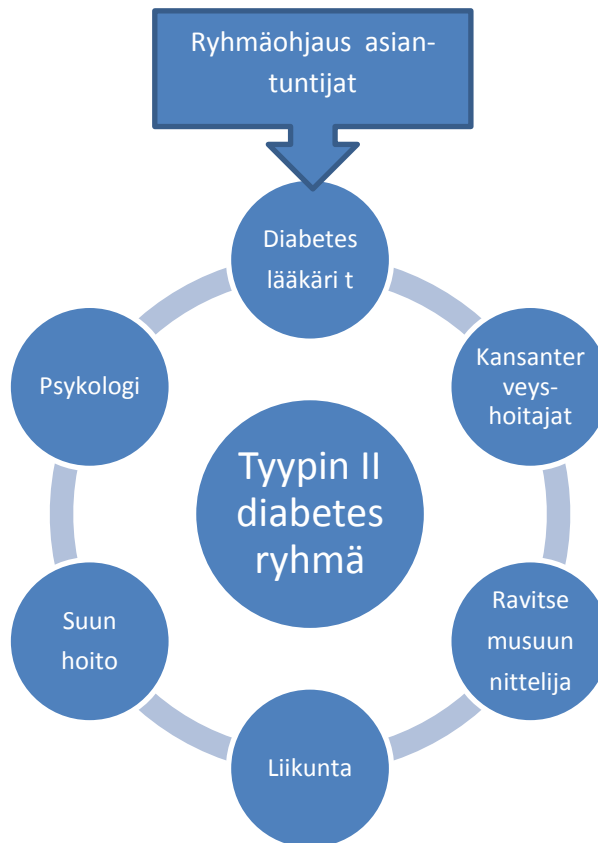 Ryhmäohjaus asian-
tuntijat
Diabetes
lääkäri t
Kansanter
veys-
hoitajat
Ravitse
musuun
nittelija
Liikunta
Suun
hoito
Psykologi
Tyypin II
diabetes
ryhmä